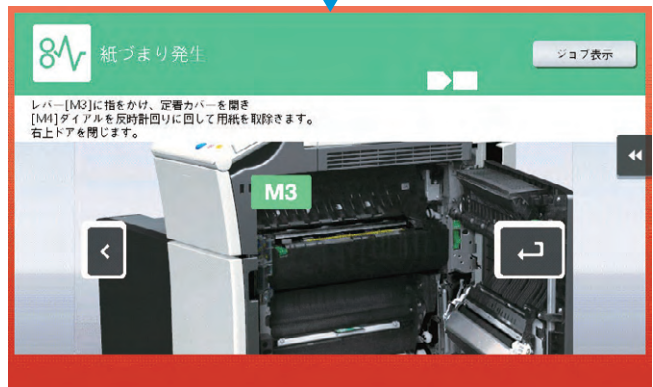 紙づまり発生
ジョブ表示
レバー[M3]に指をかけ、定着カバーを開き
[M4]ダイアルを反時計回りに回して用紙を取除きます。
右上ドアを閉じます。
M3